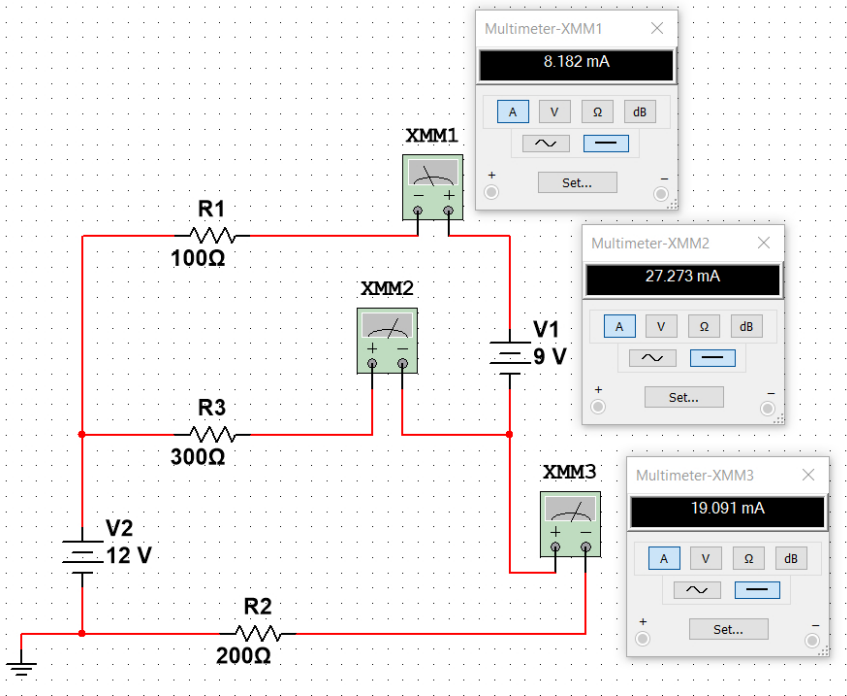 Multimeter-XMM1
8.182 mA
A V Ω dB
+ −
Set...
XMM1
− +
R1
100Ω
Multimeter-XMM2
27.273 mA
A V Ω dB
+ −
Set...
XMM2
+ −
V1
9 V
R3
300Ω
Multimeter-XMM3
19.091 mA
A V Ω dB
+ −
Set...
XMM3
+ −
V2
12 V
R2
200Ω